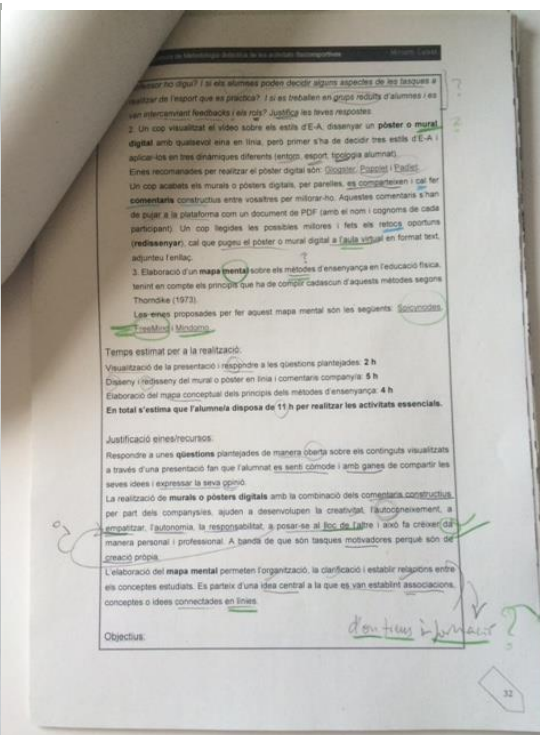 de Metodologia didàctica de les activitats Socioesportives
professor ho digui? I si els alumnes poden decidir alguns aspectes de les tasques a
realitzar de l'esport que es practica? I si es treballen en grups reduïts d'alumnes i es
van intercanviant feedbacks i els rols? Justifica les teves respostes.
2. Un cop visualitzat el vídeo sobre els estils d'E-A, dissenyar un pòster o mural
digital amb qualsevol eina en línia, però primer s'ha de decidir tres estils d'E-A i
aplicar-los en tres dinàmiques diferents (entorn, esport, tipologia alumnat).
Eines recomanades per realitzar el pòster digital són: Glogster, Popplet i Padlet.
Un cop acabets els murals o pòsters digitals, per parelles, es comparteixen i cal fer
comentaris constructius entre vosaltres per millorar-ho. Aquestes comentaris s'han
de pujar a la plataforma com un document de PDF (amb el nom i cognoms de cada
participant). Un cop llegides les possibles millores i fets els retocs oportuns
(redissenyar), cal que pugeu el pòster o mural digital a l'aula virtual en format text,
adjunteu l'enllaç.
?
3. Elaboració d'un mapa mental sobre els mètodes d'ensenyança en l'educació física,
tenint en compte els principis que ha de complir cadascun d'aquests mètodes segons
Thorndike (1973).
Les eines proposades per fer aquest mapa mental són les següents: Spicynodes,
FreeMind i Mindomo.
Temps estimat per a la realització:
Visualització de la presentació i respondre a les qüestions plantejades: 2 h
Disseny i redisseny del mural o pòster en línia i comentaris company/a: 5 h
Elaboració del mapa conceptual dels principis dels mètodes d'ensenyança: 4 h
En total s'estima que l'alumne/a disposa de 11 h per realitzar les activitats essencials.
Justificació eines/recursos:
Respondre a unes qüestions plantejades de manera oberta sobre els continguts visualitzats
a través d'una presentació fan que l'alumnat es senti còmode i amb ganes de compartir les
seves idees i expressar la seva opinió.
La realització de murals o pòsters digitals amb la combinació dels comentaris constructius
per part dels companys/es, ajuden a desenvolupen la creativitat, l'autoconeixement, a
empatitzar, l'autonomia, la responsabilitat, a posar-se al lloc de l'altre i això fa créixer da
manera personal i professional. A banda de que són tasques motivadores perquè són de
creació pròpia.
L'elaboració del mapa mental permeten l'organització, la clarificació i establir relacions entre
els conceptes estudiats. Es parteix d'una idea central a la que es van establint associacions,
conceptes o idees connectades en línies.
Objectius:
d'on treus informació?
32